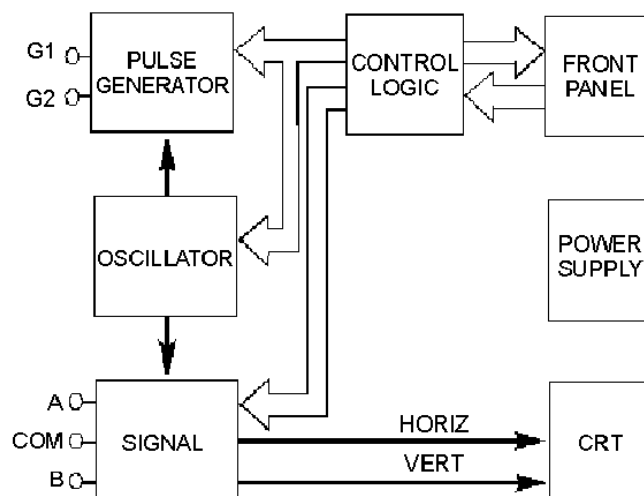 G1
G2
PULSE
GENERATOR
CONTROL
LOGIC
FRONT
PANEL
OSCILLATOR
POWER
SUPPLY
A
COM
B
SIGNAL
HORIZ
VERT
CRT